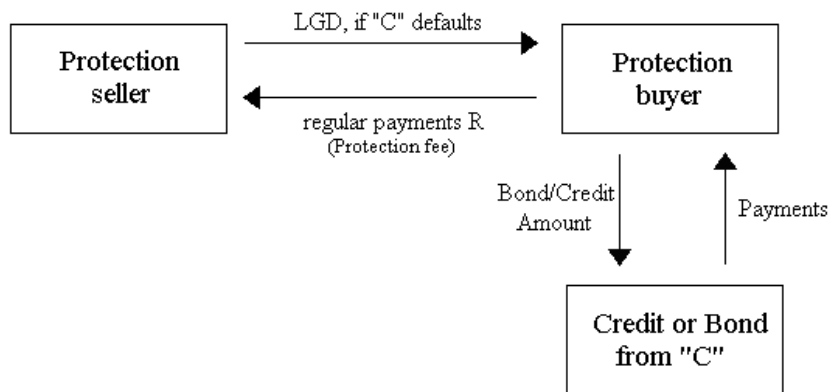 LGD, if "C" defaults
Protection
seller
Protection
buyer
regular payments R
(Protection fee)
Bond/Credit
Amount
Payments
Credit or Bond
from "C"